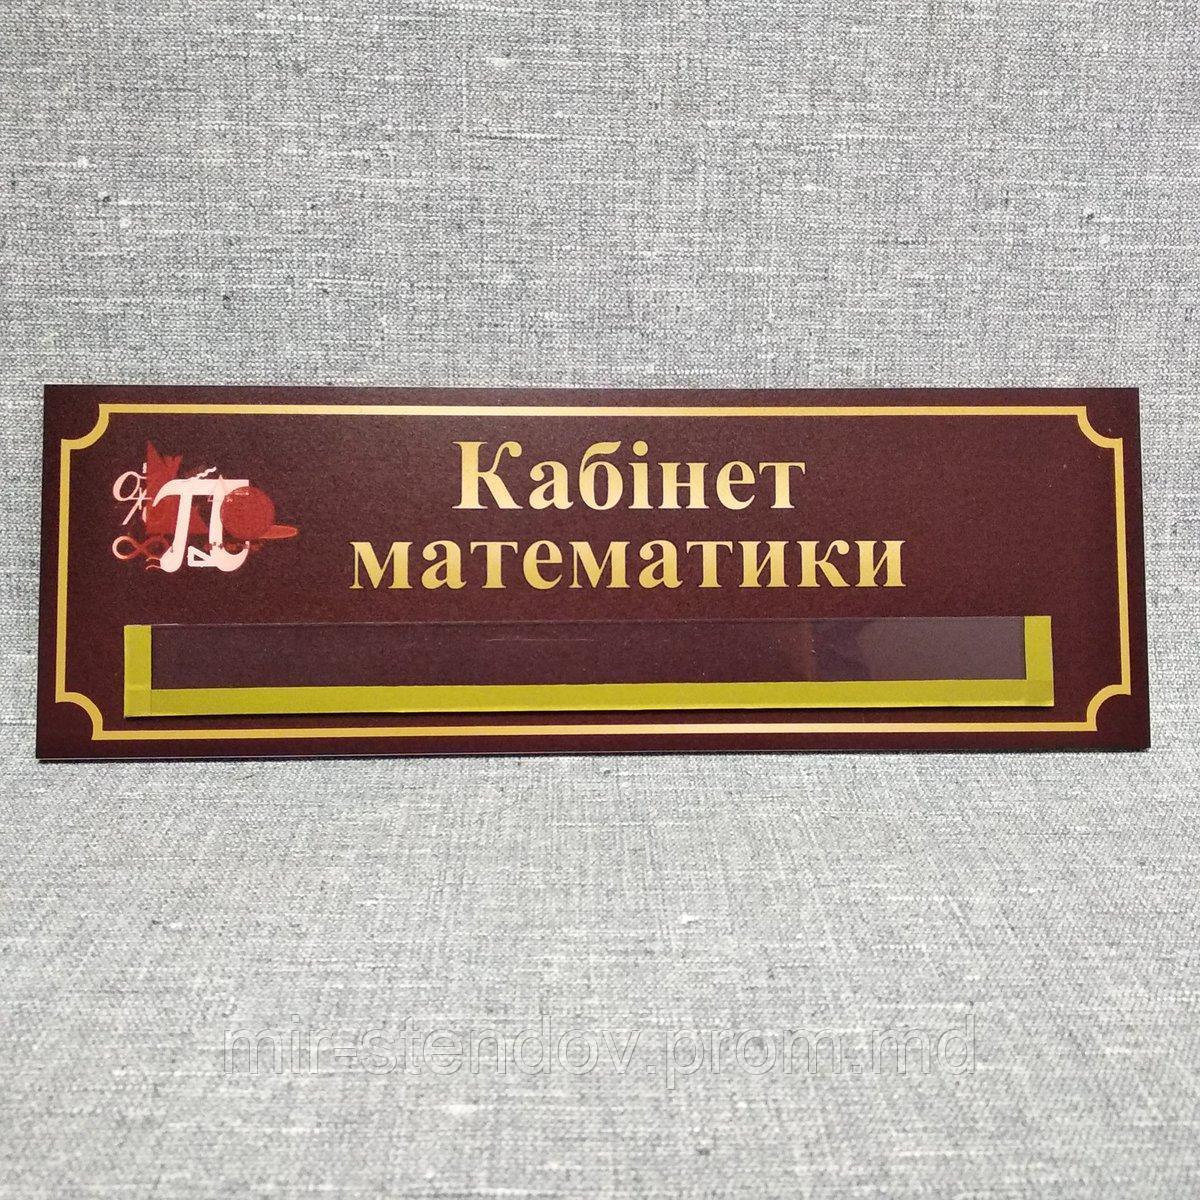 Кабінет
математики
mir-stendov.prom.md